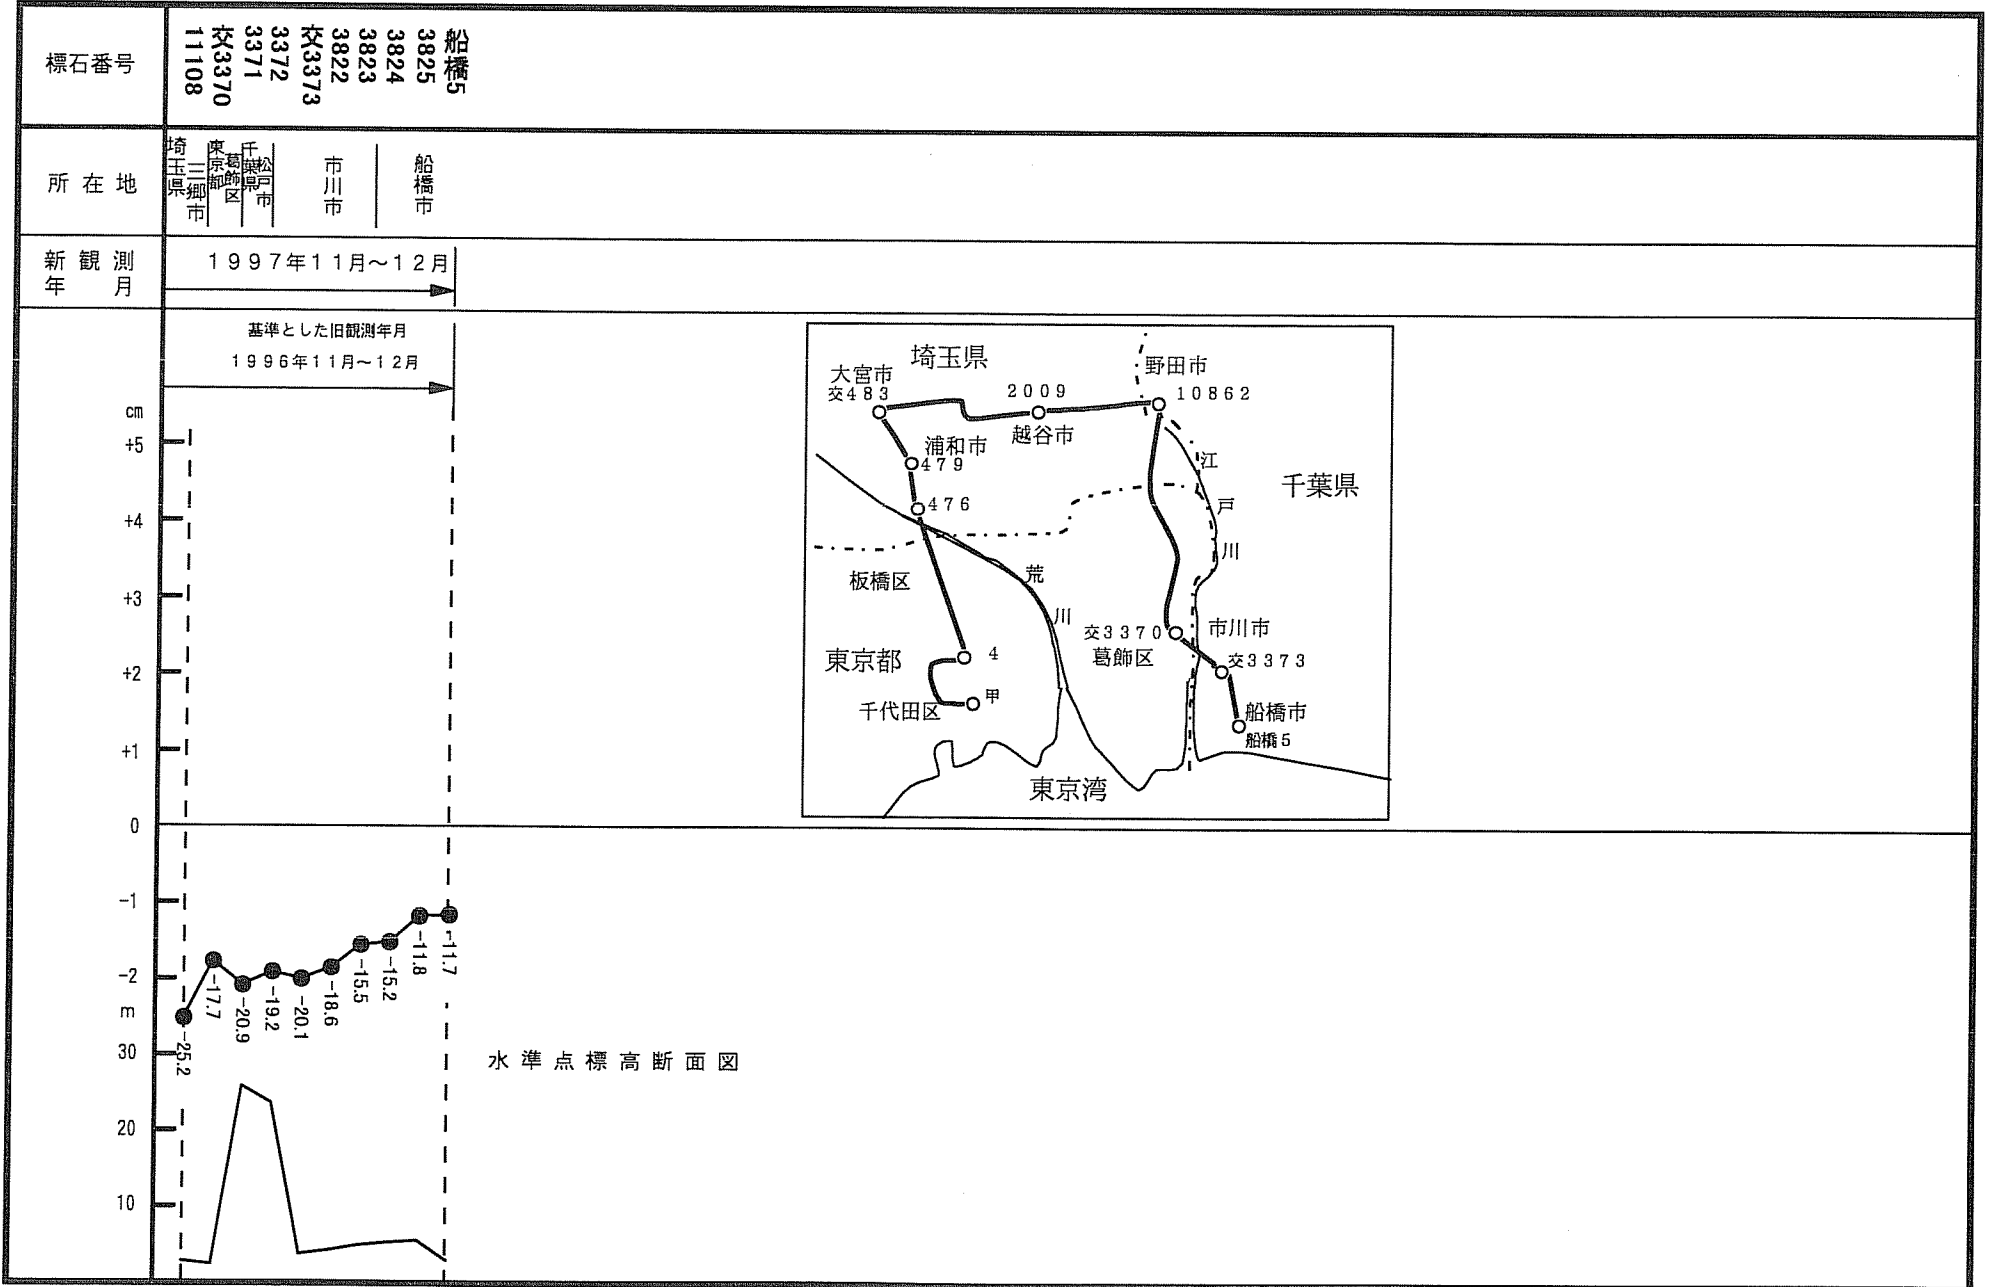 標石番号
11108
交3370
3371
3372
交3373
3822
3823
3824
3825
船橋5
所在地
埼玉県
三郷市
東京都
葛飾区
千葉県
松戸市
市川市
船橋市
新観測
年 月
1997年11月～12月
基準とした旧観測年月
1996年11月～12月
cm
+5
+4
+3
+2
+1
0
-1
-2
m
30
20
10
-25.2
-17.7
-20.9
-19.2
-20.1
-18.6
-15.5
-15.2
-11.8
-11.7
水準点標高断面図
埼玉県
大宮市
交483
2009
越谷市
野田市
10862
浦和市
479
476
江戸川
千葉県
板橋区
荒川
交3370
葛飾区
市川市
交3373
東京都
4
甲
千代田区
船橋市
船橋5
東京湾